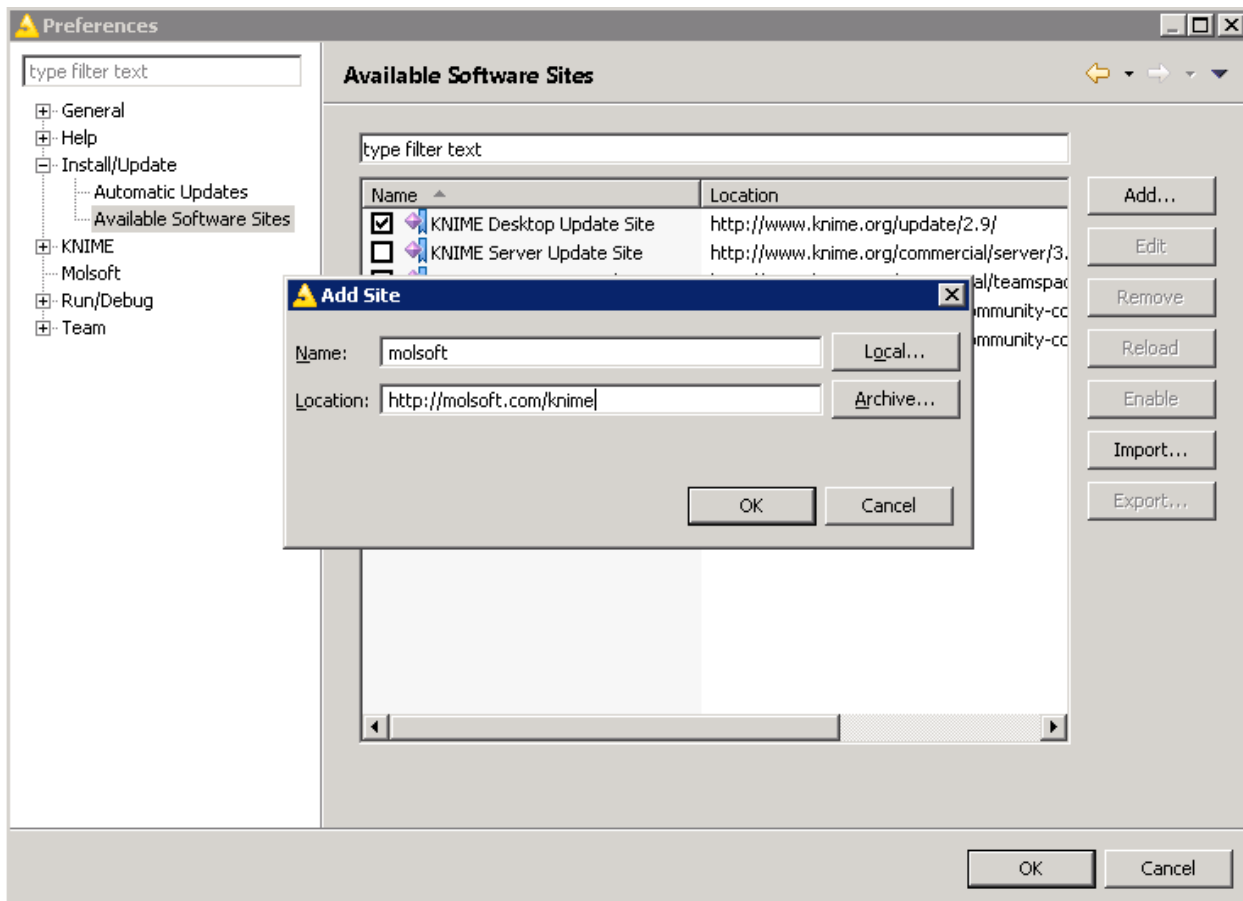 Preferences
type filter text
General
Help
Install/Update
Automatic Updates
Available Software Sites
KNIME
Molsoft
Run/Debug
Team
Available Software Sites
type filter text
Name Location
KNIME Desktop Update Site http://www.knime.org/update/2.9/
KNIME Server Update Site http://www.knime.org/commercial/server/3.
al/teamspac
mmunity-cc
mmunity-cc
Add...
Edit
Remove
Reload
Enable
Import...
Export...
Add Site
Name: molsoft Local...
Location: http://molsoft.com/knime Archive...
OK Cancel
OK Cancel